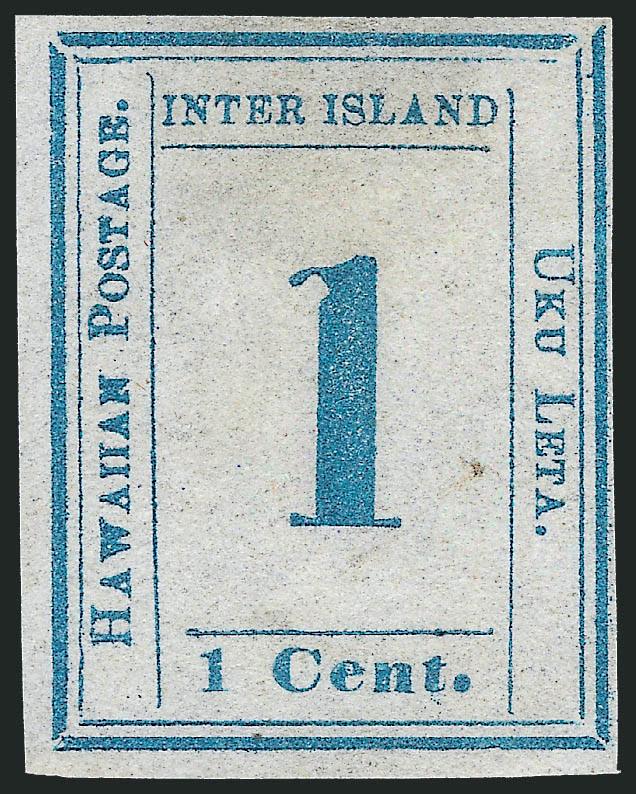 INTER ISLAND
HAWAIIAN POSTAGE.
1
UKU LETA.
1 Cent.